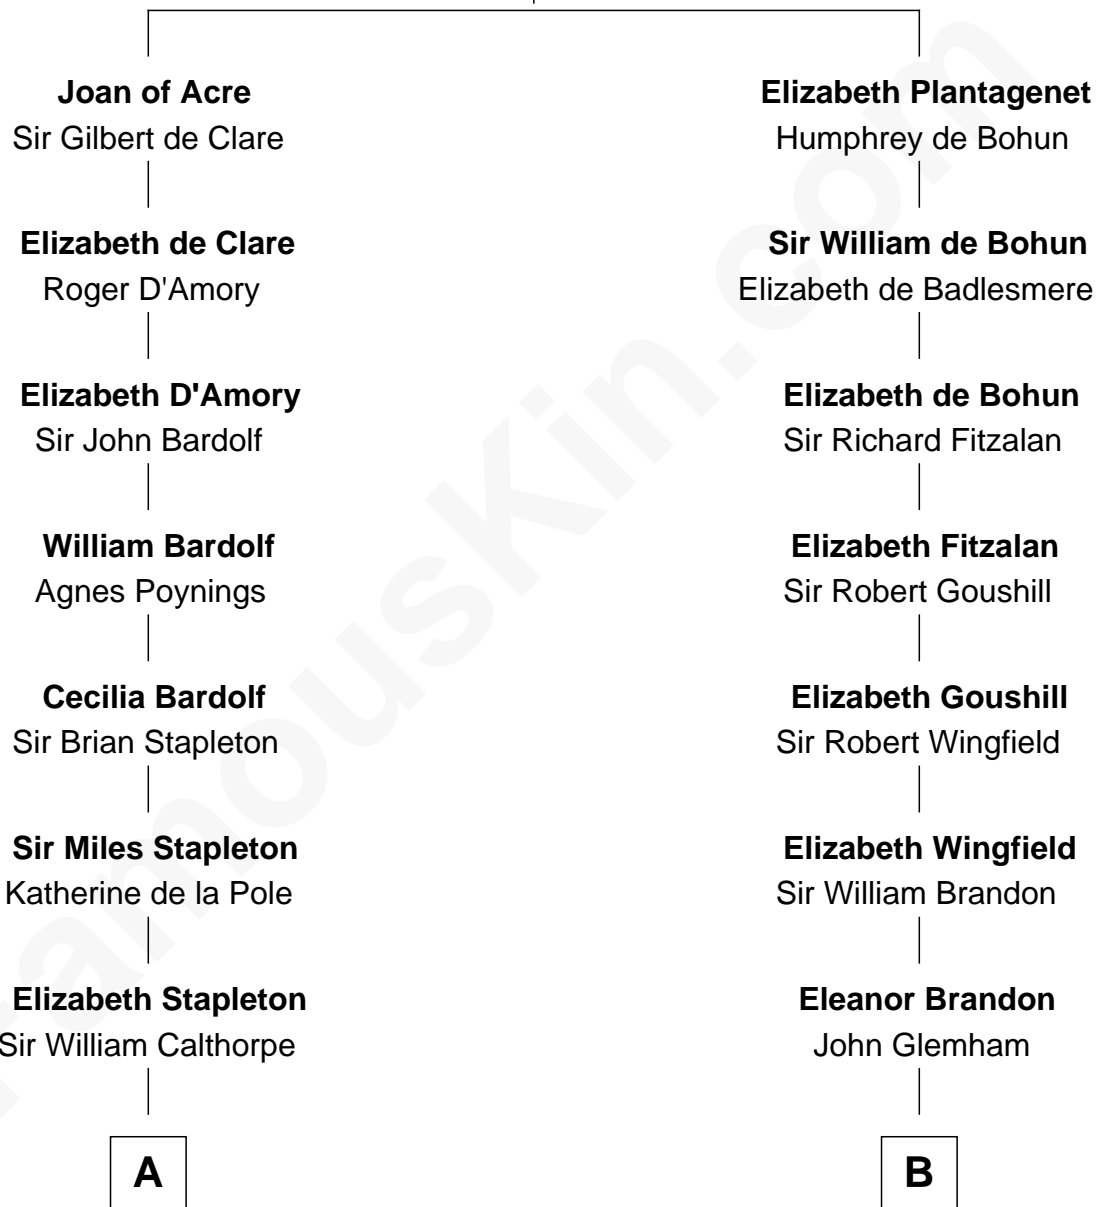 Joan of Acre
Sir Gilbert de Clare
Elizabeth de Clare
Roger D'Amory
Elizabeth D'Amory
Sir John Bardolf
William Bardolf
Agnes Poynings
Cecilia Bardolf
Sir Brian Stapleton
Sir Miles Stapleton
Katherine de la Pole
Elizabeth Stapleton
Sir William Calthorpe
A
Elizabeth Plantagenet
Humphrey de Bohun
Sir William de Bohun
Elizabeth de Badlesmere
Elizabeth de Bohun
Sir Richard Fitzalan
Elizabeth Fitzalan
Sir Robert Goushill
Elizabeth Goushill
Sir Robert Wingfield
Elizabeth Wingfield
Sir William Brandon
Eleanor Brandon
John Glemham
B
FamousKin.com